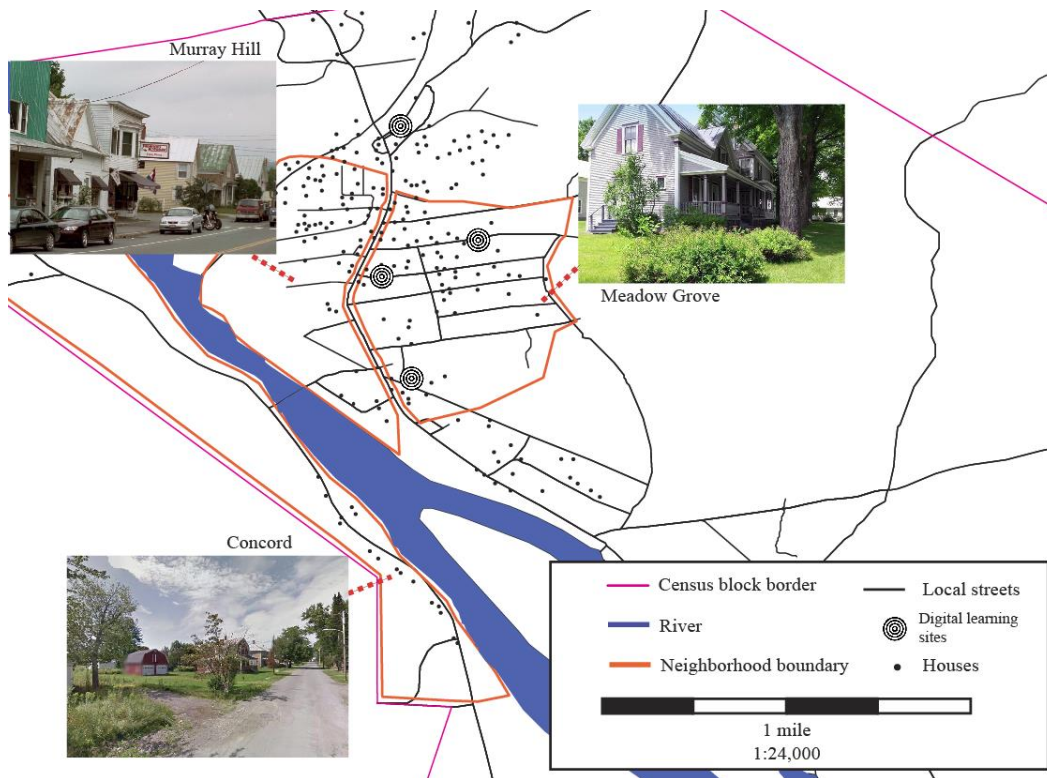 Murray Hill
Meadow Grove
Concord
Census block border
River
Neighborhood boundary
Local streets
Digital learning
sites
Houses
1 mile
1:24,000